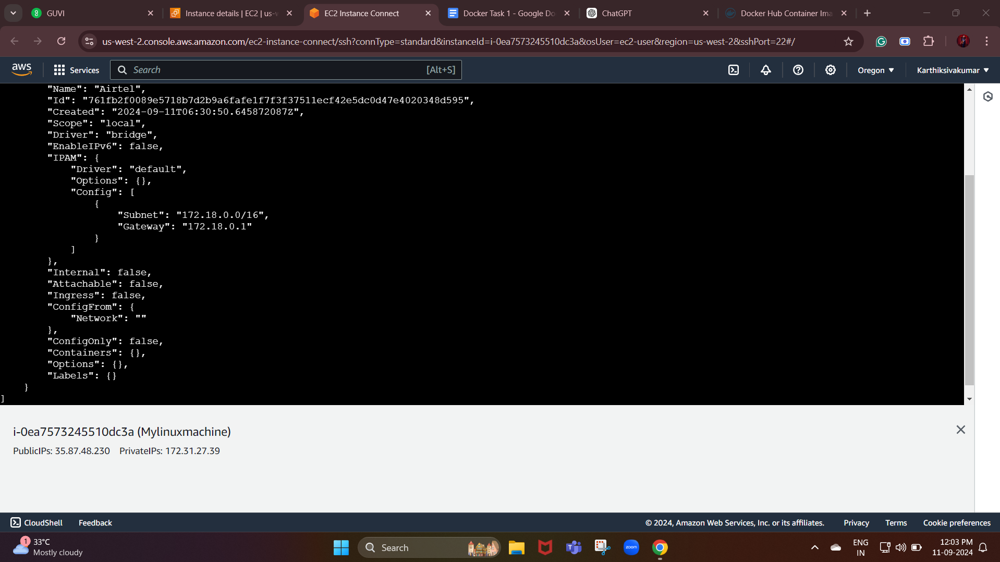 GUVI
Instance details | EC2 | us-w
EC2 Instance Connect
Docker Task 1 - Google Do
ChatGPT
Docker Hub Container Ima
us-west-2.console.aws.amazon.com/ec2-instance-connect/ssh?connType=standard&instanceId=i-0ea7573245510dc3a&osUser=ec2-user&region=us-west-2&sshPort=22#/
aws
Services
Search
[Alt+S]
Oregon
Karthiksivakumar
"Name": "Airtel",
"Id": "761fb2f0089e5718b7d2b9a6fafe1f7f3f37511ecf42e5dc0d47e4020348d595",
"Created": "2024-09-11T06:30:50.645872087Z",
"Scope": "local",
"Driver": "bridge",
"EnableIPv6": false,
"IPAM": {
"Driver": "default",
"Options": {},
"Config": [
{
"Subnet": "172.18.0.0/16",
"Gateway": "172.18.0.1"
}
]
},
"Internal": false,
"Attachable": false,
"Ingress": false,
"ConfigFrom": {
"Network": ""
},
"ConfigOnly": false,
"Containers": {},
"Options": {},
"Labels": {}
}
]
i-0ea7573245510dc3a (Mylinuxmachine)
PublicIPs: 35.87.48.230 PrivateIPs: 172.31.27.39
CloudShell
Feedback
© 2024, Amazon Web Services, Inc. or its affiliates.
Privacy
Terms
Cookie preferences
1
33°C
Mostly cloudy
Search
zoom
ENG
IN
12:03 PM
11-09-2024